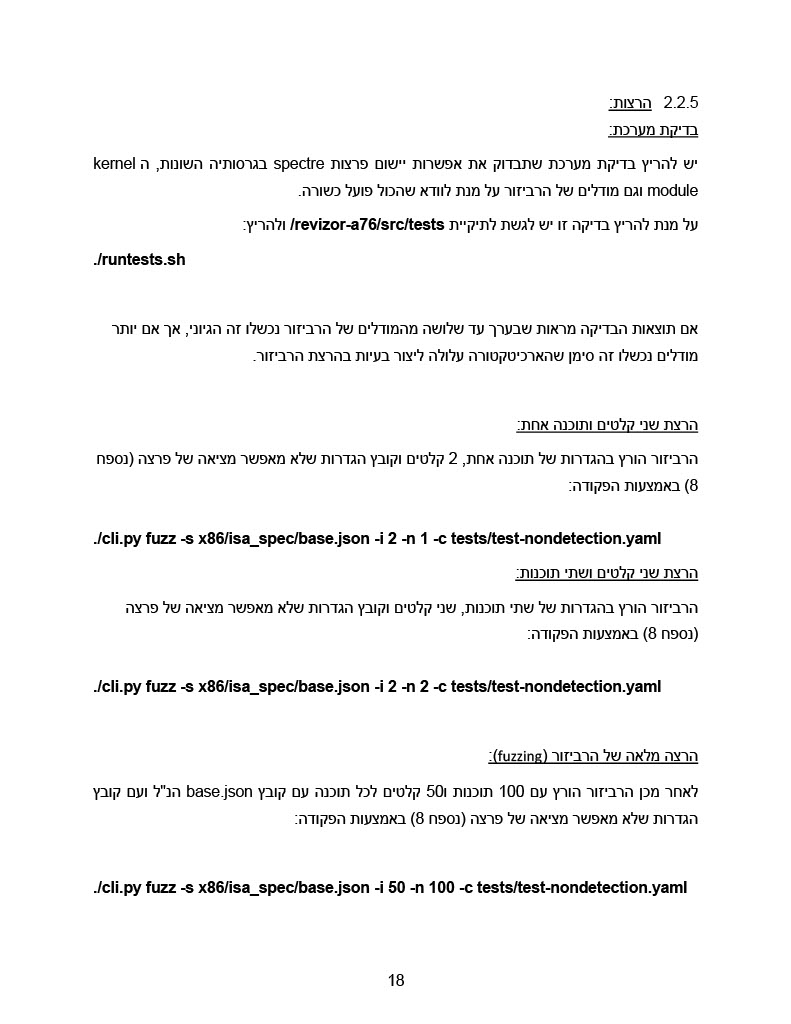 2.2.5 הרצות:
בדיקת מערכת:
יש להריץ בדיקת מערכת שתבדוק את אפשרות יישום פרצות spectre בגרסותיה השונות, ה kernel
module וגם מודלים של הרביזור על מנת לוודא שהכול פועל כשורה.
על מנת להריץ בדיקה זו יש לגשת לתיקיית revizor-a76/src/tests/ ולהריץ:
./runtests.sh
אם תוצאות הבדיקה מראות שבערך עד שלושה מהמודלים של הרביזור נכשלו זה הגיוני, אך אם יותר
מודלים נכשלו זה סימן שהארכיטקטורה עלולה ליצור בעיות בהרצת הרביזור.
הרצת שני קלטים ותוכנה אחת:
הרביזור הורץ בהגדרות של תוכנה אחת, 2 קלטים וקובץ הגדרות שלא מאפשר מציאה של פרצה (נספח
8) באמצעות הפקודה:
./cli.py fuzz -s x86/isa_spec/base.json -i 2 -n 1 -c tests/test-nondetection.yaml
הרצת שני קלטים ושתי תוכנות:
הרביזור הורץ בהגדרות של שתי תוכנות, שני קלטים וקובץ הגדרות שלא מאפשר מציאה של פרצה
(נספח 8) באמצעות הפקודה:
./cli.py fuzz -s x86/isa_spec/base.json -i 2 -n 2 -c tests/test-nondetection.yaml
הרצה מלאה של הרביזור (fuzzing):
לאחר מכן הרביזור הורץ עם 100 תוכנות ו50 קלטים לכל תוכנה עם קובץ base.json הנ"ל ועם קובץ
הגדרות שלא מאפשר מציאה של פרצה (נספח 8) באמצעות הפקודה:
./cli.py fuzz -s x86/isa_spec/base.json -i 50 -n 100 -c tests/test-nondetection.yaml
18